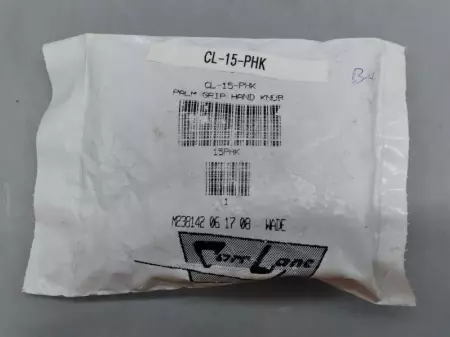 CL-15-PHK
CL-15-PHK
PALM GRIP HAND KNOB
15PHK
1
M238142 06 17 08 WADE
Carr Lane